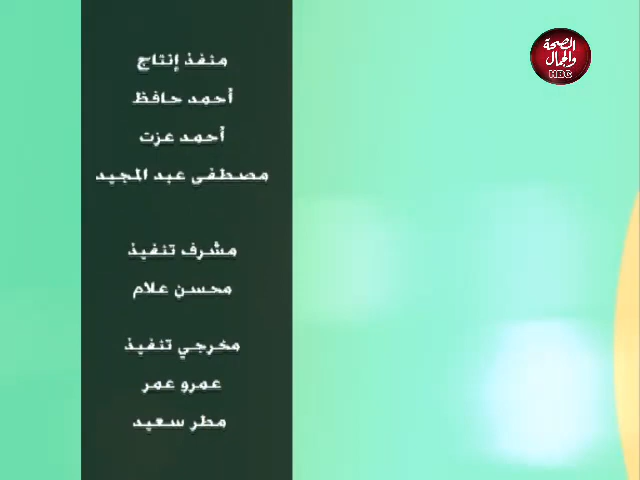 الصحة
والجمال
HBC
منفذ إنتاج
أحمد حافظ
أحمد عزت
مصطفى عبد المجيد
مشرف تنفيذ
محسن علام
مخرجي تنفيذ
عمرو عمر
مطر سعيد